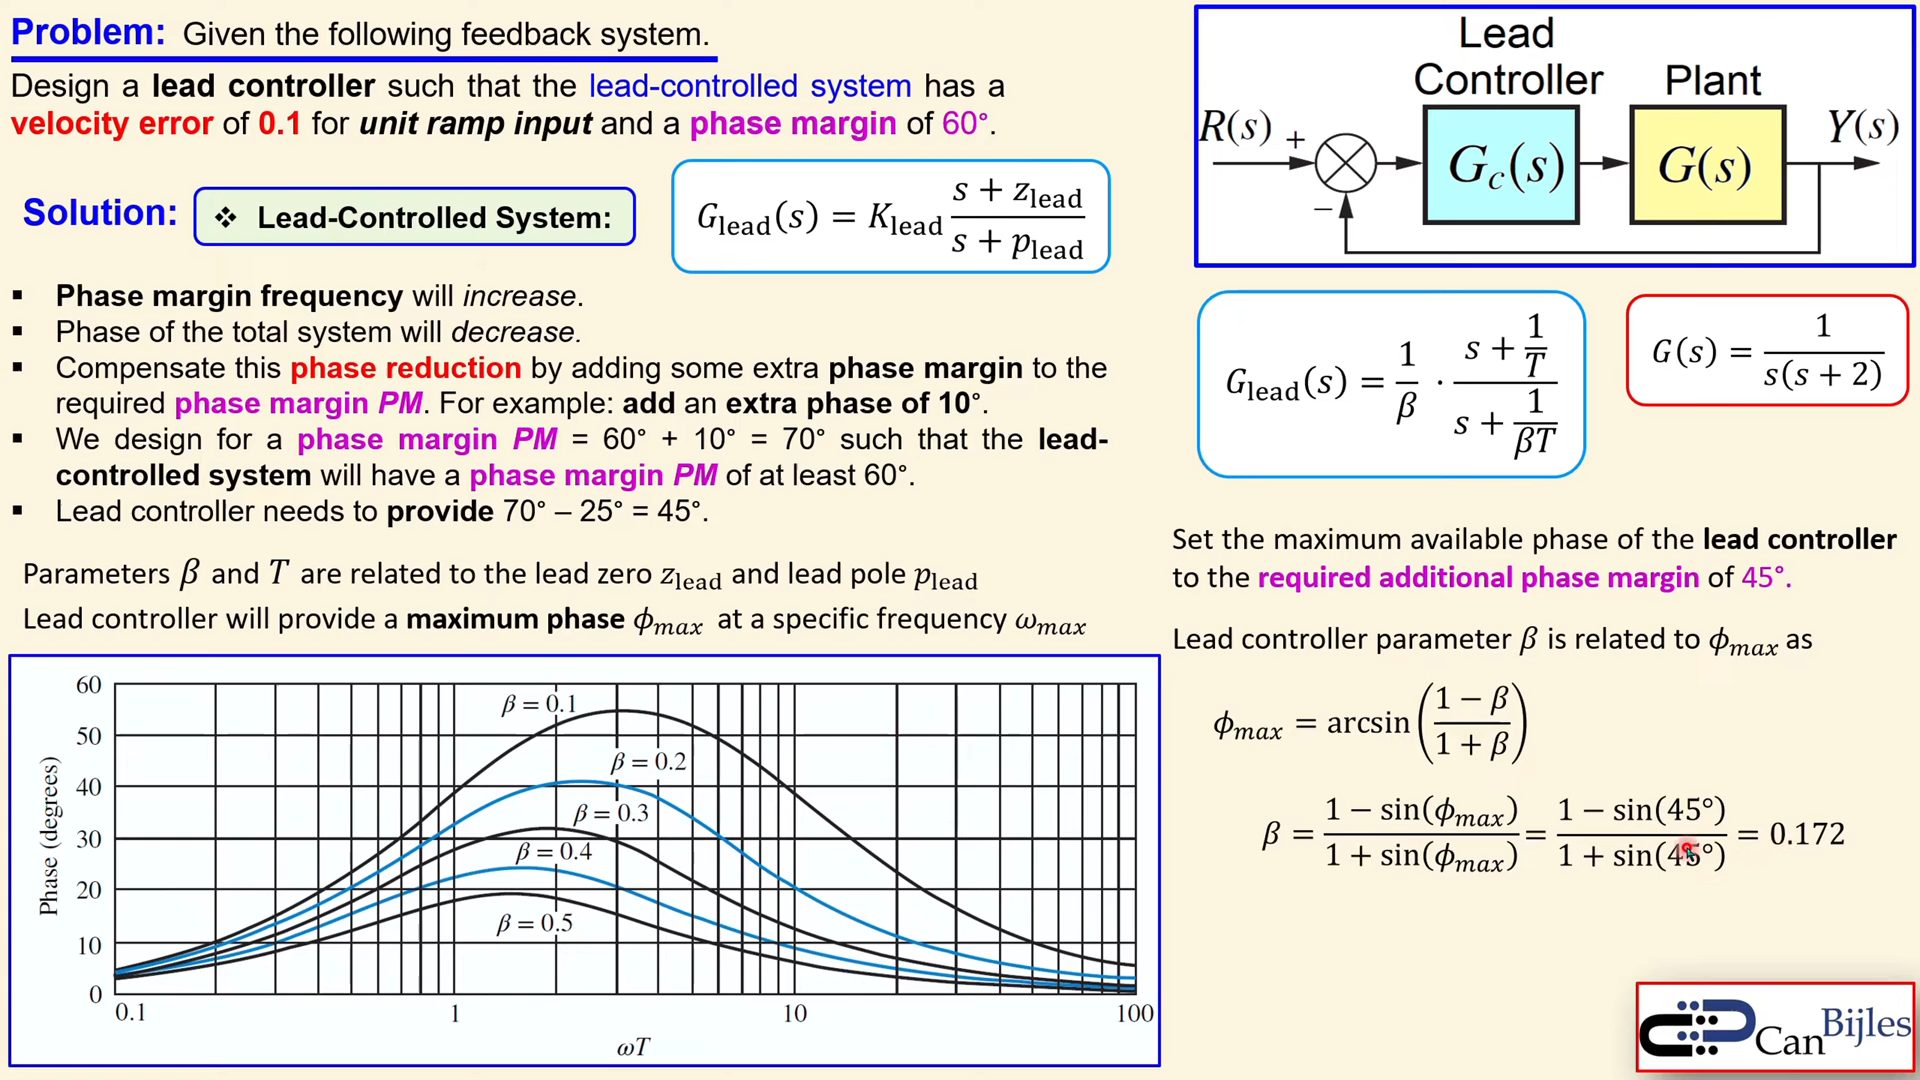 Problem: Given the following feedback system.
Design a lead controller such that the lead-controlled system has a
velocity error of 0.1 for unit ramp input and a phase margin of 60°.
Solution:
❖ Lead-Controlled System:
G_lead(s) = K_lead (s + z_lead)/(s + p_lead)
▪ Phase margin frequency will increase.
▪ Phase of the total system will decrease.
▪ Compensate this phase reduction by adding some extra phase margin to the
required phase margin PM. For example: add an extra phase of 10°.
▪ We design for a phase margin PM = 60° + 10° = 70° such that the lead-
controlled system will have a phase margin PM of at least 60°.
▪ Lead controller needs to provide 70° – 25° = 45°.
Parameters β and T are related to the lead zero z_lead and lead pole p_lead
Lead controller will provide a maximum phase ϕ_max at a specific frequency ω_max
Phase (degrees)
60
50
40
30
20
10
0
β = 0.1
β = 0.2
β = 0.3
β = 0.4
β = 0.5
0.1 1 10 100
ωT
Lead
Controller
Plant
R(s)
+
−
G_c(s)
G(s)
Y(s)
G_lead(s) = 1/β · (s + 1/T)/(s + 1/(βT))
G(s) = 1/(s(s + 2))
Set the maximum available phase of the lead controller
to the required additional phase margin of 45°.
Lead controller parameter β is related to ϕ_max as
ϕ_max = arcsin((1 − β)/(1 + β))
β = (1 − sin(ϕ_max))/(1 + sin(ϕ_max)) = (1 − sin(45°))/(1 + sin(45°)) = 0.172
Can Bijles